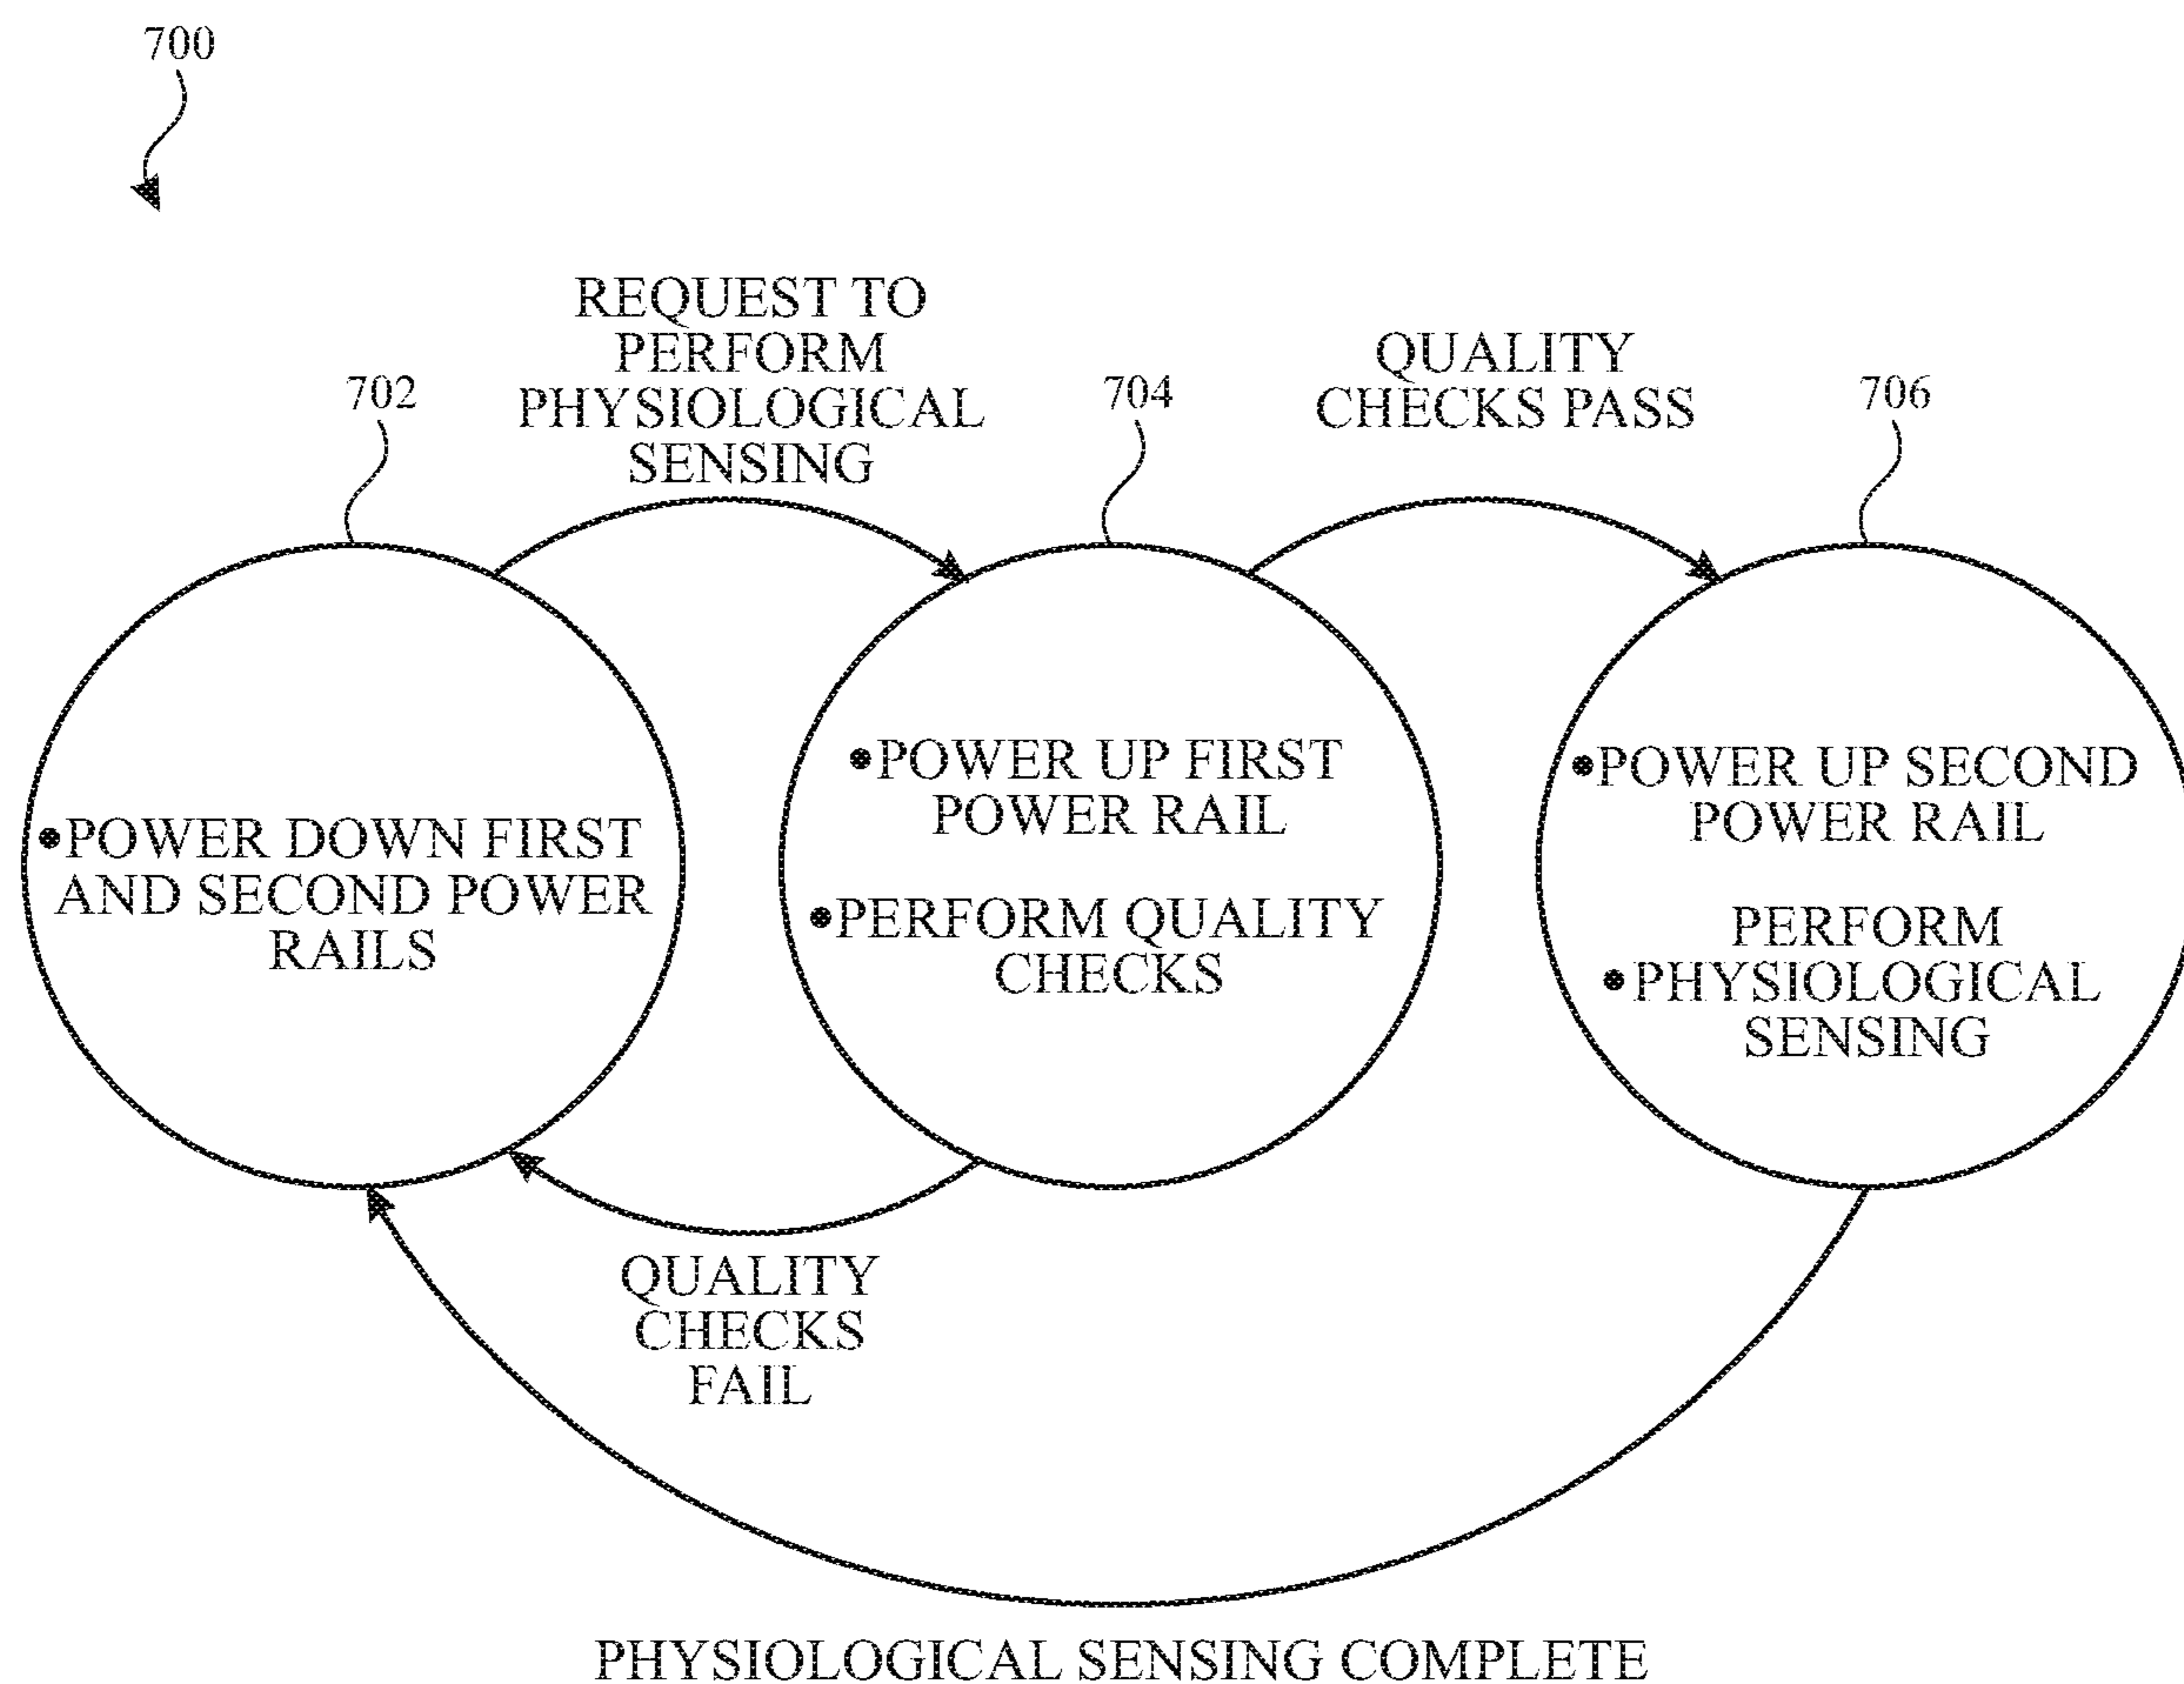 700
REQUEST TO
PERFORM
PHYSIOLOGICAL
SENSING
QUALITY
CHECKS PASS
702
704
706
•POWER DOWN FIRST
AND SECOND POWER
RAILS
•POWER UP FIRST
POWER RAIL
•PERFORM QUALITY
CHECKS
•POWER UP SECOND
POWER RAIL
PERFORM
•PHYSIOLOGICAL
SENSING
QUALITY
CHECKS
FAIL
PHYSIOLOGICAL SENSING COMPLETE